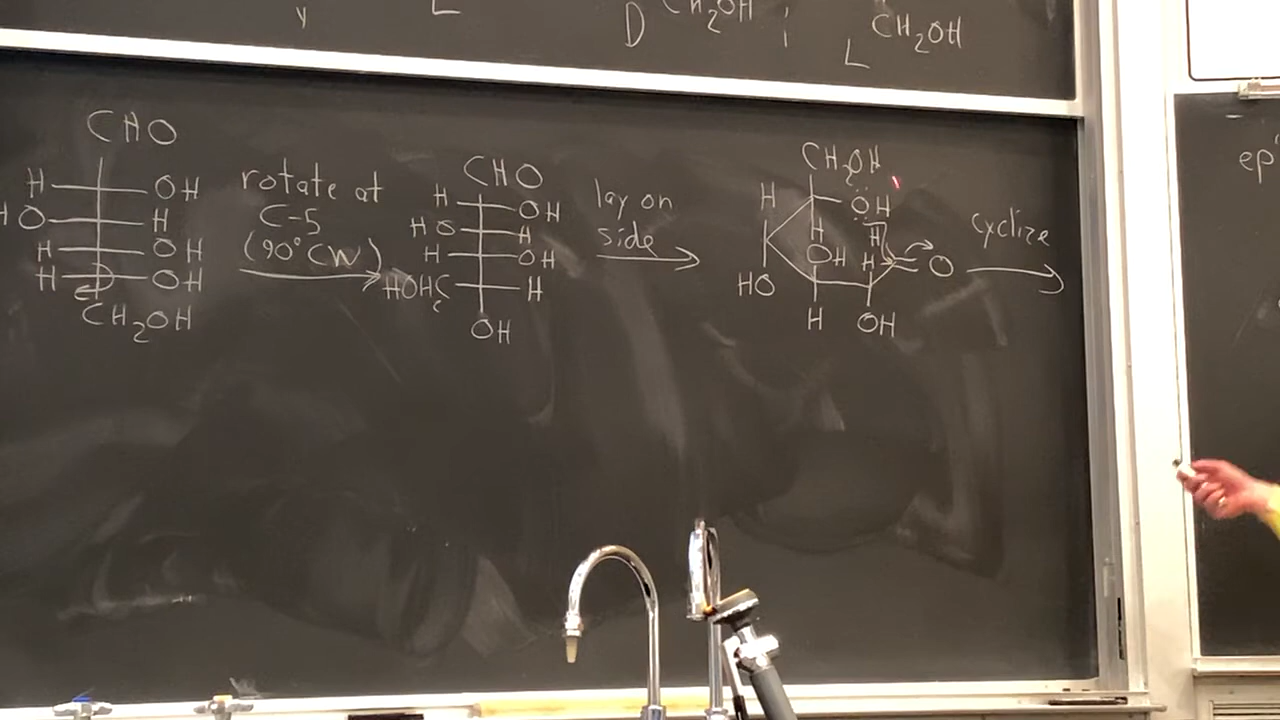 D CH₂OH
L CH₂OH
L
CHO
H OH
HO H
H OH
H OH
CH₂OH
rotate at
C-5
(90° CW)
CHO
H OH
HO H
H OH
HOH₂C H
OH
lay on
side
CH₂OH
H OH
H H
HO OH H O
H OH
cyclize
ep